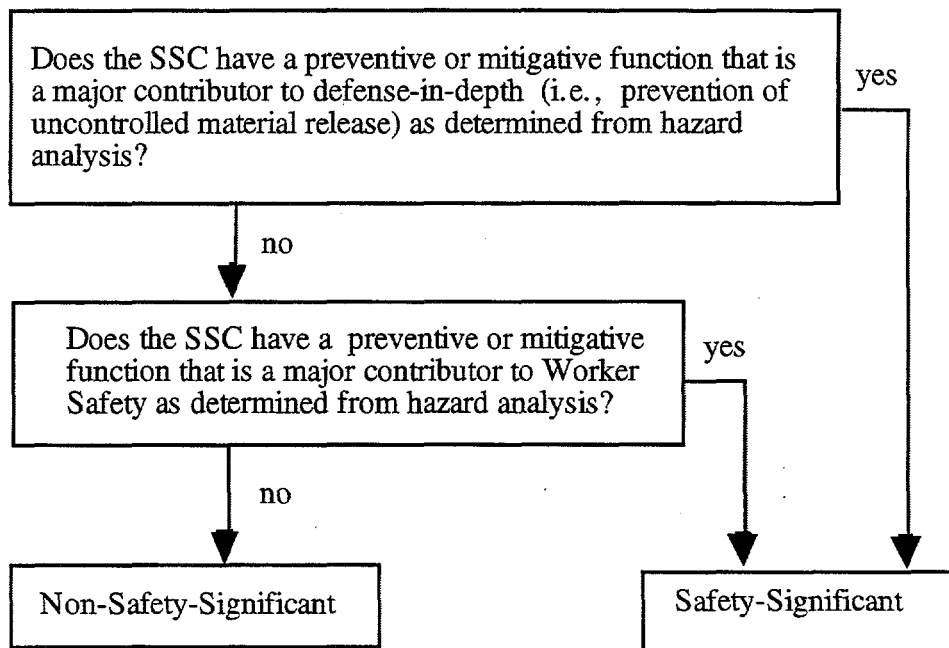 Does the SSC have a preventive or mitigative function that is
a major contributor to defense-in-depth (i.e., prevention of
uncontrolled material release) as determined from hazard
analysis?
yes
no
Does the SSC have a preventive or mitigative
function that is a major contributor to Worker
Safety as determined from hazard analysis?
yes
no
Non-Safety-Significant
Safety-Significant